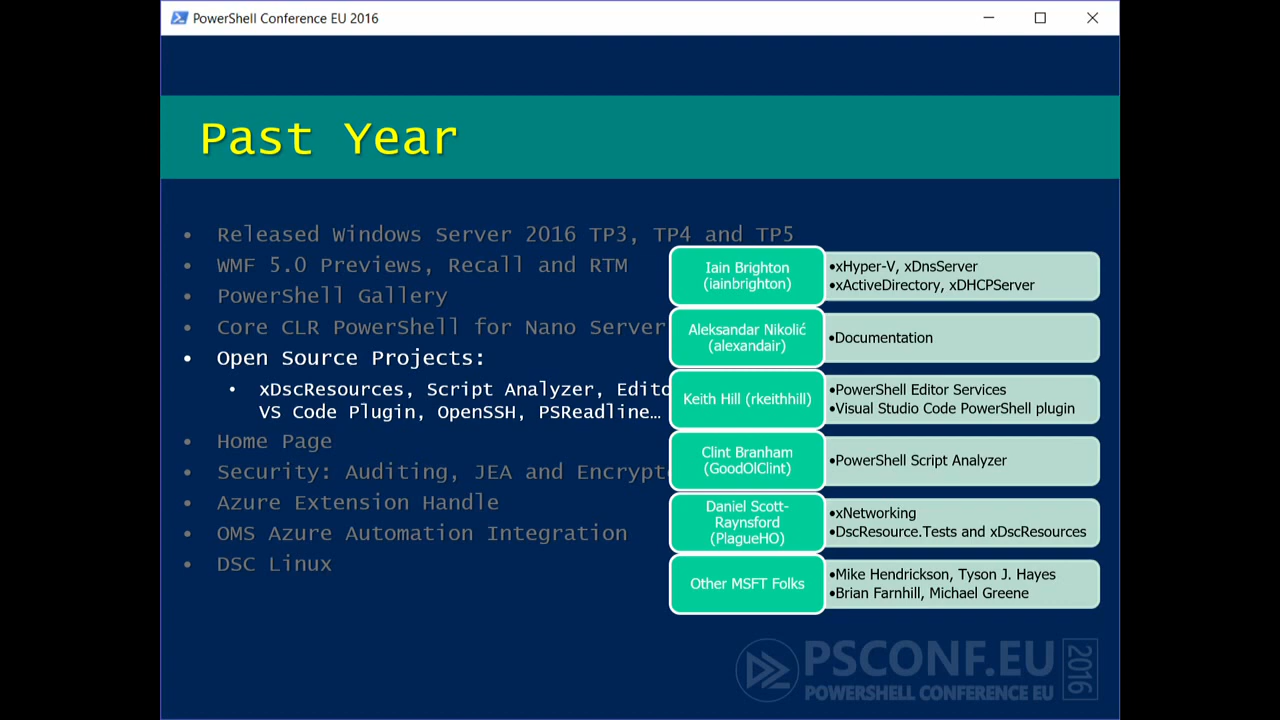 PowerShell Conference EU 2016
Past Year
• Released Windows Server 2016 TP3, TP4 and TP5
• WMF 5.0 Previews, Recall and RTM
• PowerShell Gallery
• Core CLR PowerShell for Nano Server
• Open Source Projects:
• xDscResources, Script Analyzer,
VS Code Plugin, OpenSSH, PSReadline…
• Home Page
• Security: Auditing, JEA and
• Azure Extension Handle
• OMS Azure Automation Integration
• DSC Linux
Iain Brighton
(iainbrighton)
•xHyper-V, xDnsServer
•xActiveDirectory, xDHCPServer
Aleksandar Nikolić
(alexandair)
•Documentation
Keith Hill (rkeithhill)
•PowerShell Editor Services
•Visual Studio Code PowerShell plugin
Clint Branham
(GoodOlClint)
•PowerShell Script Analyzer
Daniel Scott-
Raynsford
(PlagueHO)
•xNetworking
•DscResource.Tests and xDscResources
Other MSFT Folks
•Mike Hendrickson, Tyson J. Hayes
•Brian Farnhill, Michael Greene
PSCONF.EU
POWERSHELL CONFERENCE EU
2016